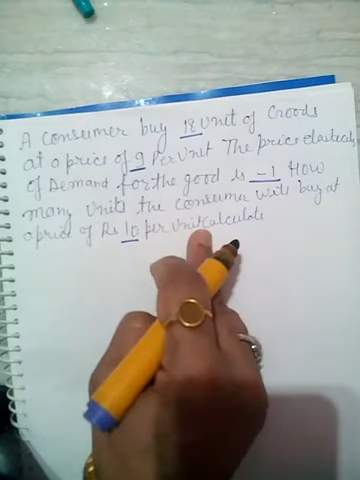 A consumer buy 18 Unit of Goods
at a price of 9 Per Unit The price elasticity
Of Demand for the good is -1 How
many Units the consumer will buy at
a price of Rs 10 per unit calculate